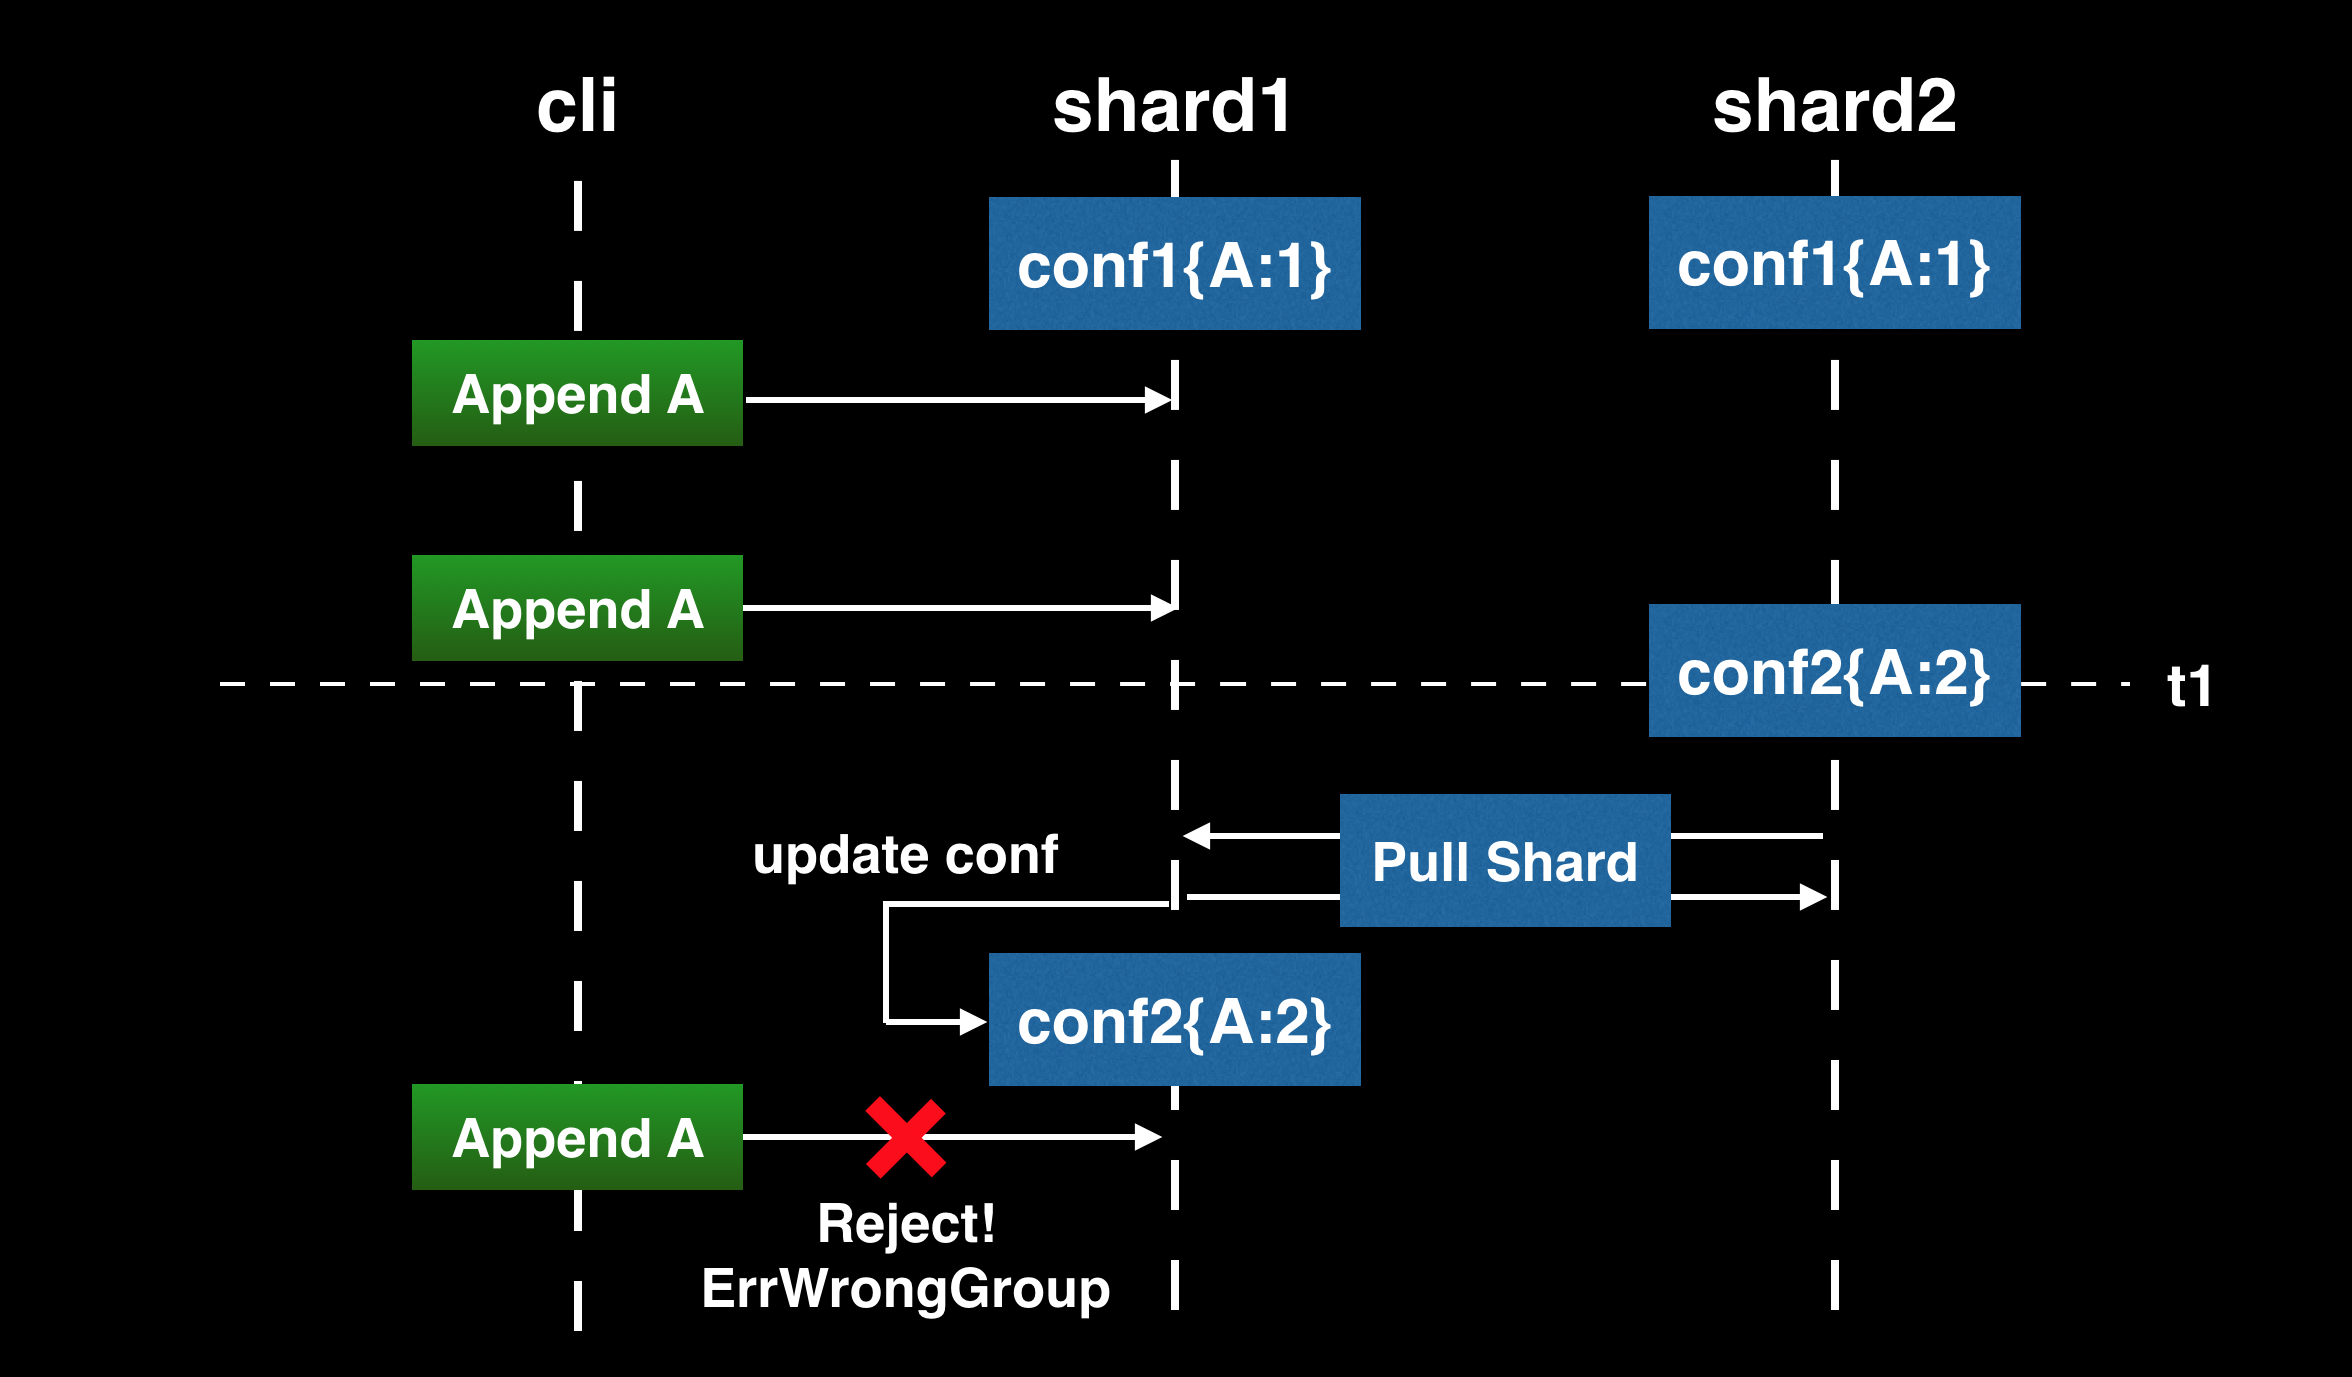 cli
shard1
shard2
conf1{A:1}
conf1{A:1}
Append A
Append A
conf2{A:2}
t1
update conf
Pull Shard
conf2{A:2}
Append A
Reject!
ErrWrongGroup